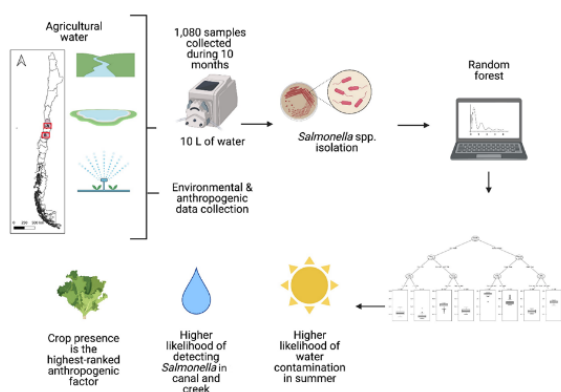 Agricultural
water
1,080 samples
collected
during 10
months
10 L of water
Environmental &
anthropogenic
data collection
Salmonella spp.
isolation
Random
forest
Crop presence
is the
highest-ranked
anthropogenic
factor
Higher
likelihood of
detecting
Salmonella in
canal and
creek
Higher
likelihood of
water
contamination
in summer